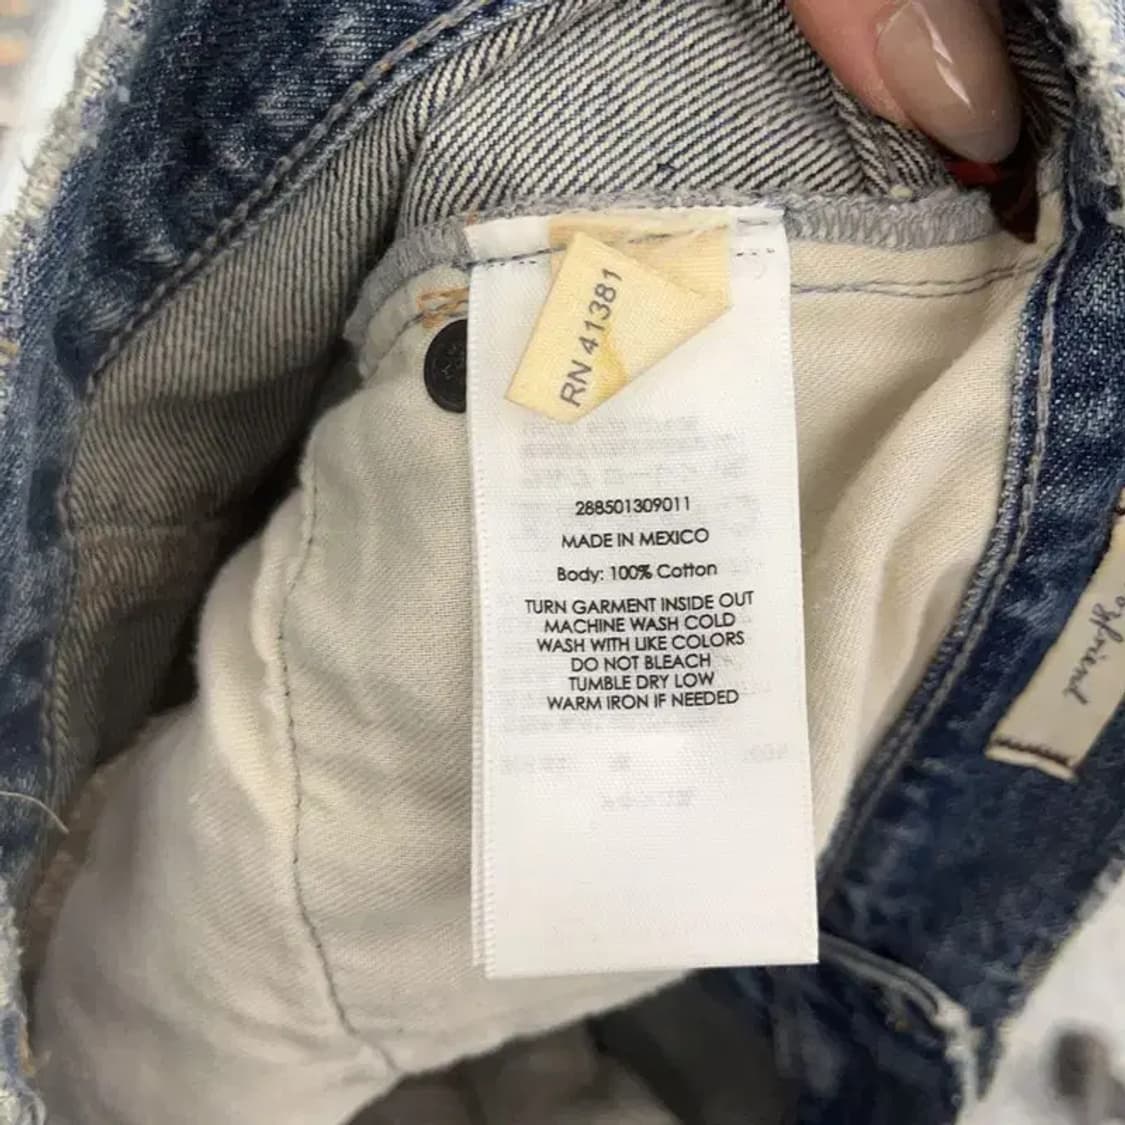 RN 41381
288501309011
MADE IN MEXICO
Body: 100% Cotton
TURN GARMENT INSIDE OUT
MACHINE WASH COLD
WASH WITH LIKE COLORS
DO NOT BLEACH
TUMBLE DRY LOW
WARM IRON IF NEEDED